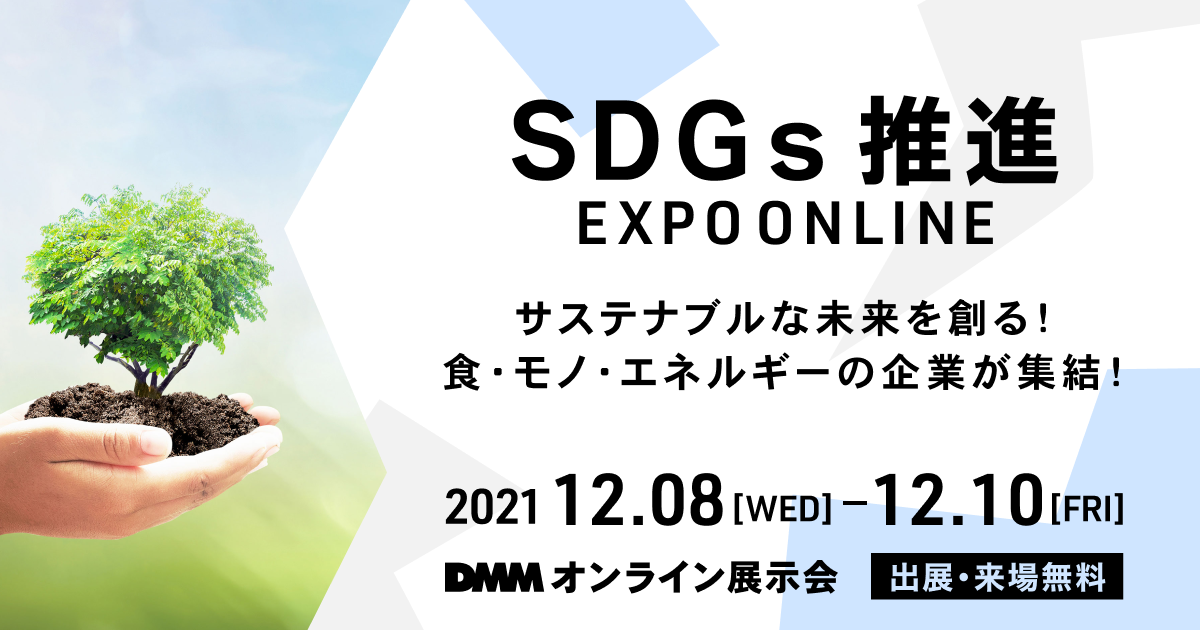 SDGs 推進
EXPO ONLINE
サステナブルな未来を創る!
食・モノ・エネルギーの企業が集結!
2021 12.08 [WED] – 12.10 [FRI]
DMM オンライン展示会 出展・来場無料